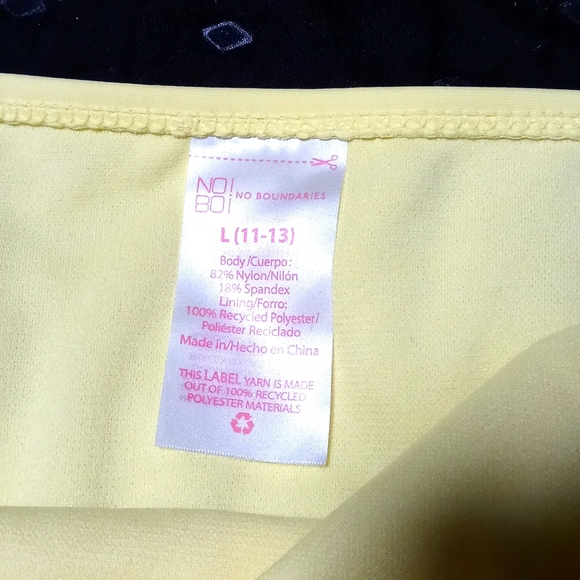 NO!
BO!
NO BOUNDARIES
L (11-13)
Body/Cuerpo:
82% Nylon/Nilón
18% Spandex
Lining/Forro:
100% Recycled Polyester/
Poliéster Reciclado
Made in/Hecho en China
THIS LABEL YARN IS MADE
OUT OF 100% RECYCLED
POLYESTER MATERIALS